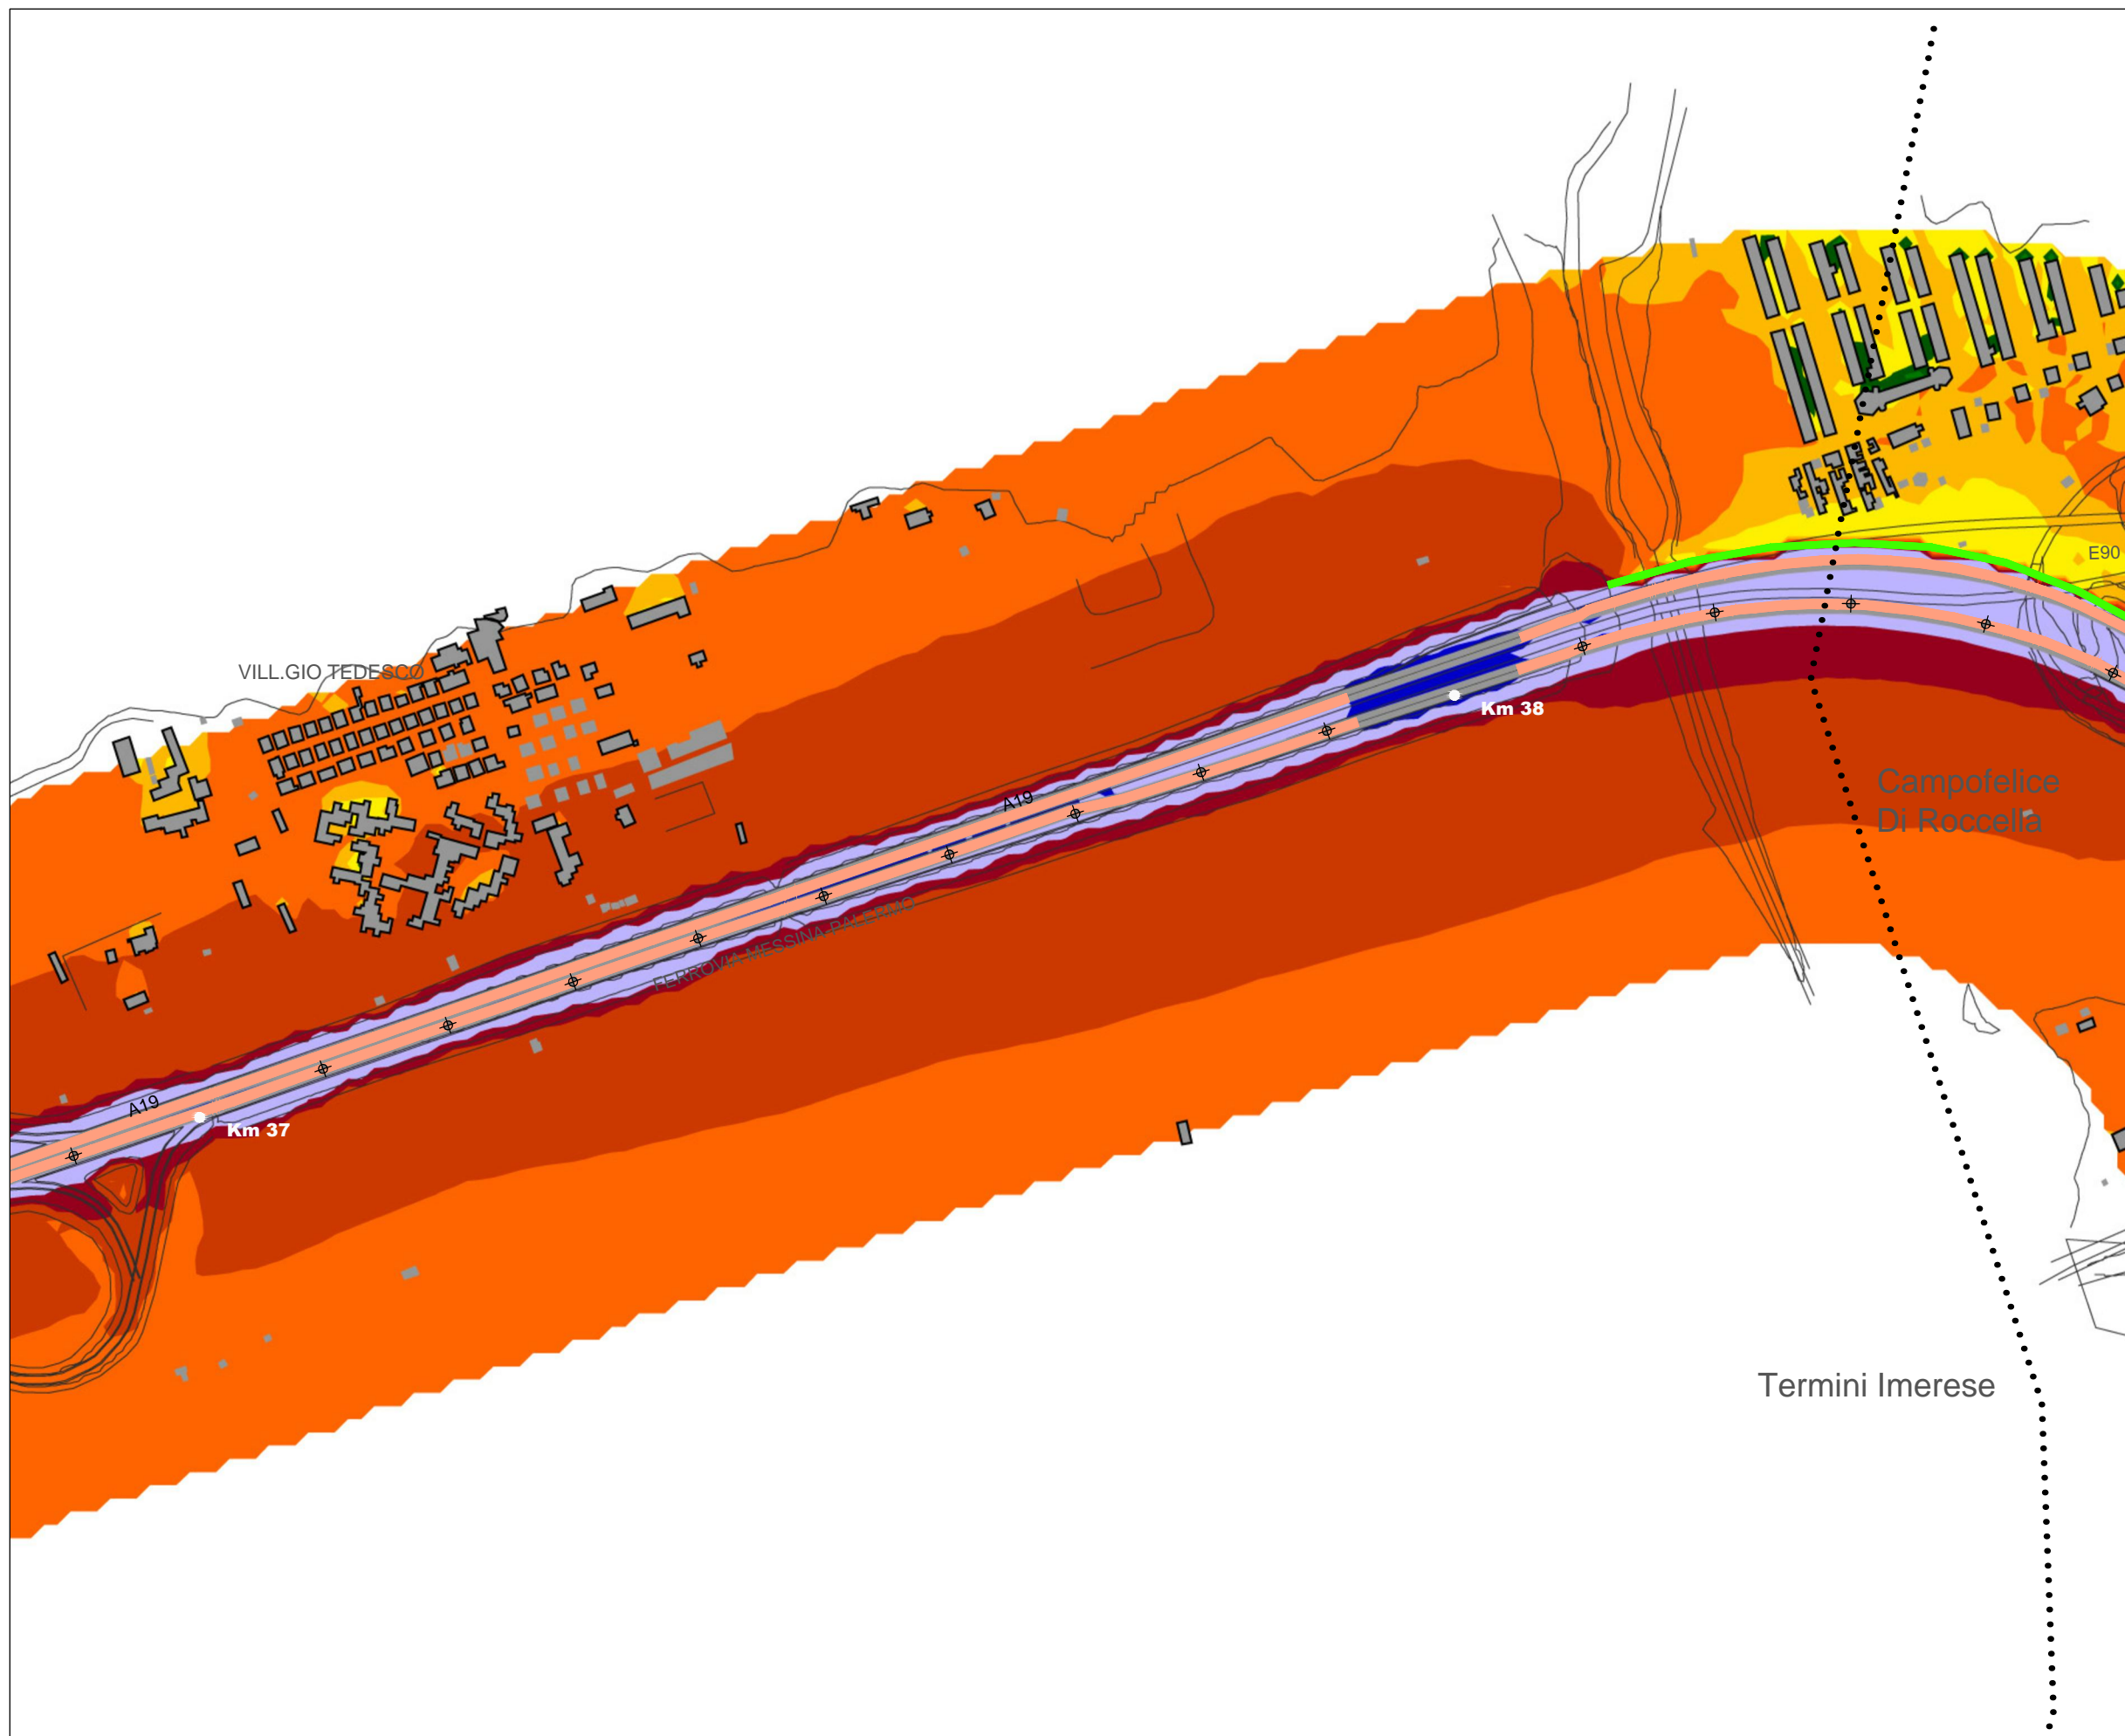 E90
VILL.GIO TEDESCO
Km 38
Campofelice
Di Roccella
A19
FERROVIA MESSINA-PALERMO
A19
Km 37
Termini Imerese